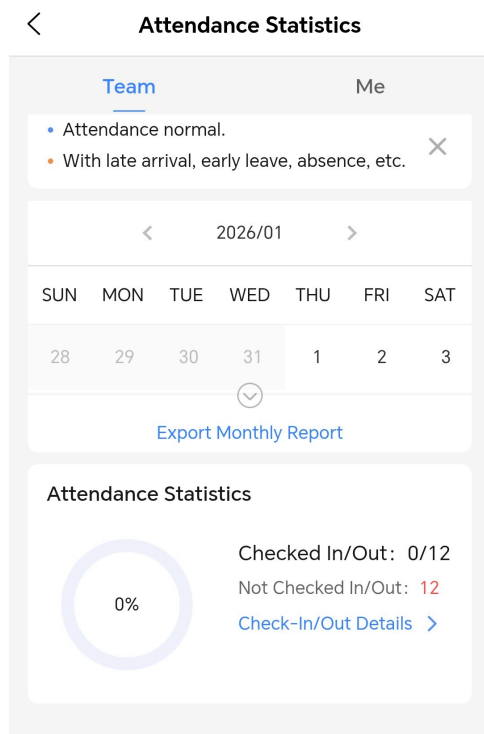 Attendance Statistics
Team Me
Attendance normal.
With late arrival, early leave, absence, etc.
2026/01
SUN MON TUE WED THU FRI SAT
28 29 30 31 1 2 3
Export Monthly Report
Attendance Statistics
0%
Checked In/Out: 0/12
Not Checked In/Out: 12
Check-In/Out Details